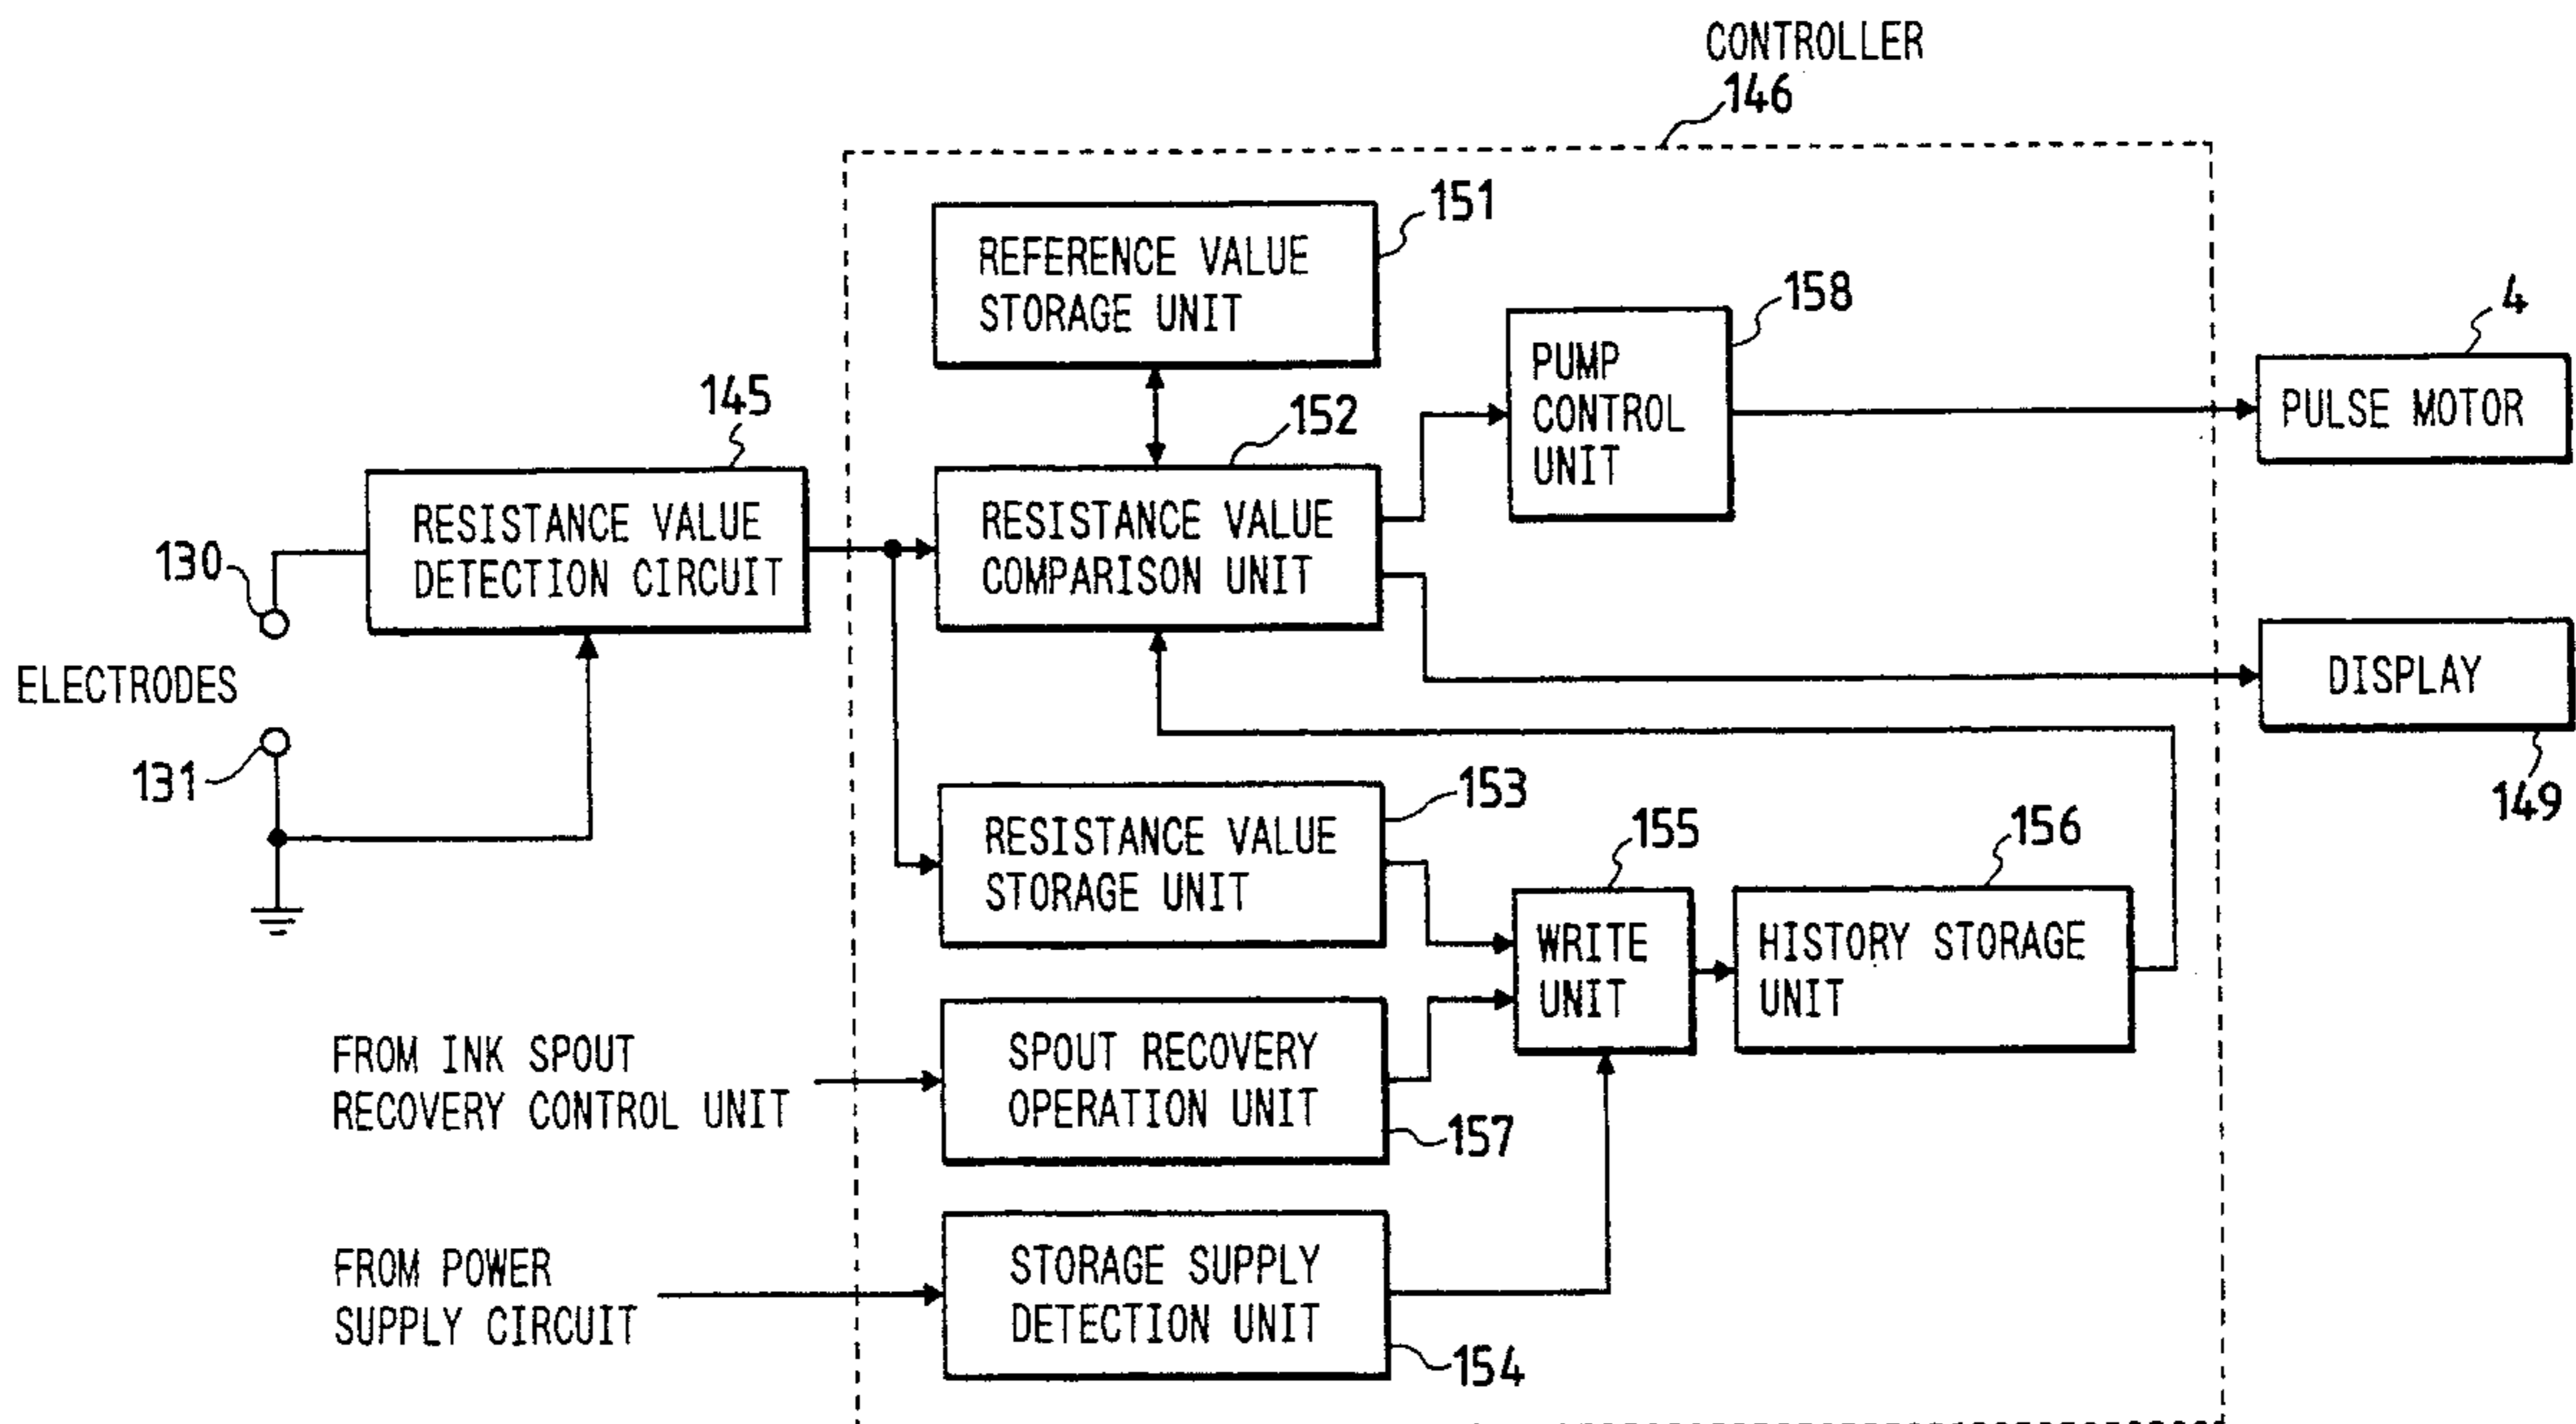 CONTROLLER
146
151
REFERENCE VALUE
STORAGE UNIT
158
PUMP
CONTROL
UNIT
4
PULSE MOTOR
145
152
RESISTANCE VALUE
DETECTION CIRCUIT
RESISTANCE VALUE
COMPARISON UNIT
130
ELECTRODES
131
DISPLAY
149
153
RESISTANCE VALUE
STORAGE UNIT
155
WRITE
UNIT
156
HISTORY STORAGE
UNIT
FROM INK SPOUT
RECOVERY CONTROL UNIT
SPOUT RECOVERY
OPERATION UNIT
157
FROM POWER
SUPPLY CIRCUIT
STORAGE SUPPLY
DETECTION UNIT
154